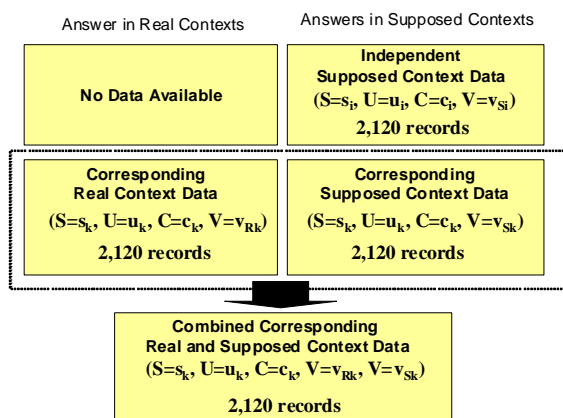 Answer in Real Contexts
Answers in Supposed Contexts
No Data Available
Independent
Supposed Context Data
(S=si, U=ui, C=ci, V=vSi)
2,120 records
Corresponding
Real Context Data
(S=sk, U=uk, C=ck, V=vRk)
2,120 records
Corresponding
Supposed Context Data
(S=sk, U=uk, C=ck, V=vSk)
2,120 records
Combined Corresponding
Real and Supposed Context Data
(S=sk, U=uk, C=ck, V=vRk, V=vSk)
2,120 records